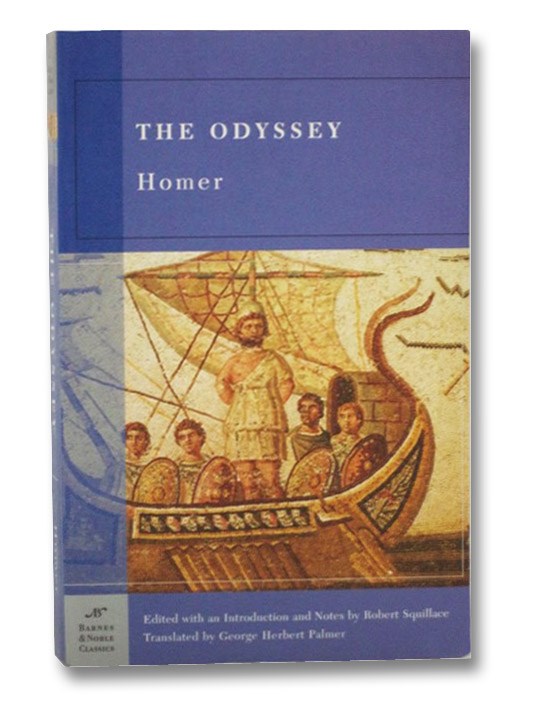 THE ODYSSEY
Homer
Edited with an Introduction and Notes by Robert Squillace
Translated by George Herbert Palmer
BARNES
& NOBLE
CLASSICS